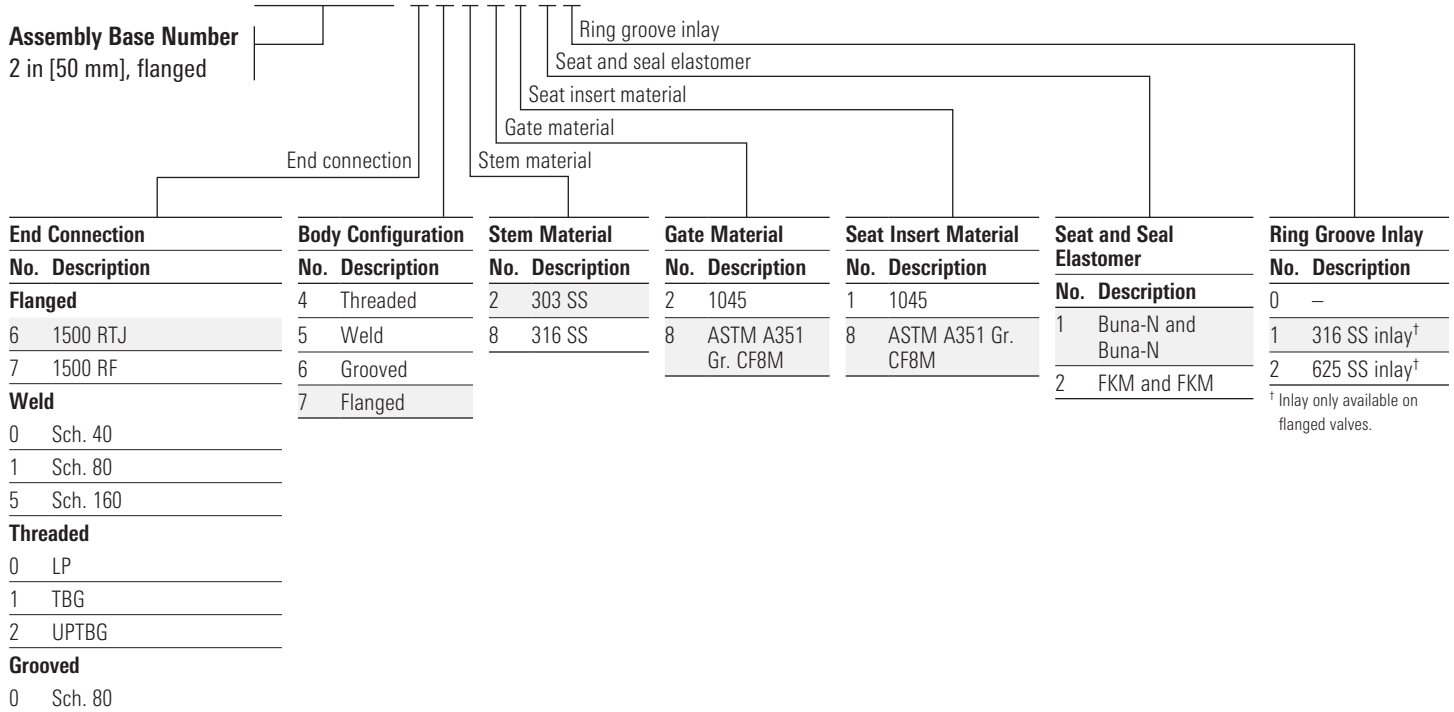 Assembly Base Number
2 in [50 mm], flanged
Ring groove inlay
Seat and seal elastomer
Seat insert material
Gate material
End connection
Stem material
End Connection
No. Description
Flanged
6 1500 RTJ
7 1500 RF
Weld
0 Sch. 40
1 Sch. 80
5 Sch. 160
Threaded
0 LP
1 TBG
2 UPTBG
Grooved
0 Sch. 80
Body Configuration
No. Description
4 Threaded
5 Weld
6 Grooved
7 Flanged
Stem Material
No. Description
2 303 SS
8 316 SS
Gate Material
No. Description
2 1045
8 ASTM A351
Gr. CF8M
Seat Insert Material
No. Description
1 1045
8 ASTM A351 Gr.
CF8M
Seat and Seal
Elastomer
No. Description
1 Buna-N and
Buna-N
2 FKM and FKM
Ring Groove Inlay
No. Description
0 –
1 316 SS inlay†
2 625 SS inlay†
† Inlay only available on
flanged valves.